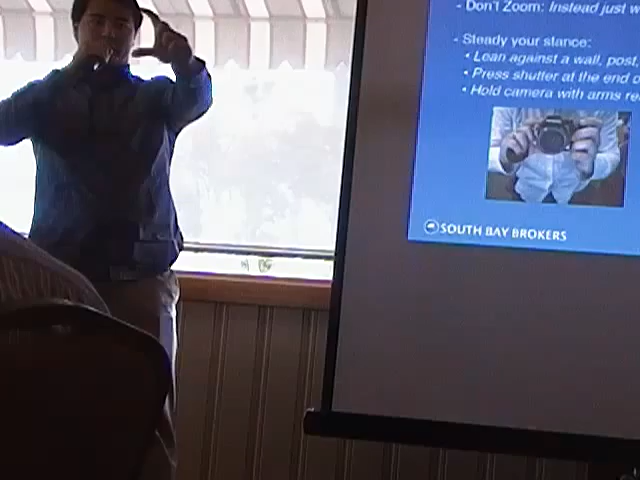 - Don't Zoom: Instead just w
- Steady your stance:
• Lean against a wall, post,
• Press shutter at the end o
• Hold camera with arms re
SOUTH BAY BROKERS